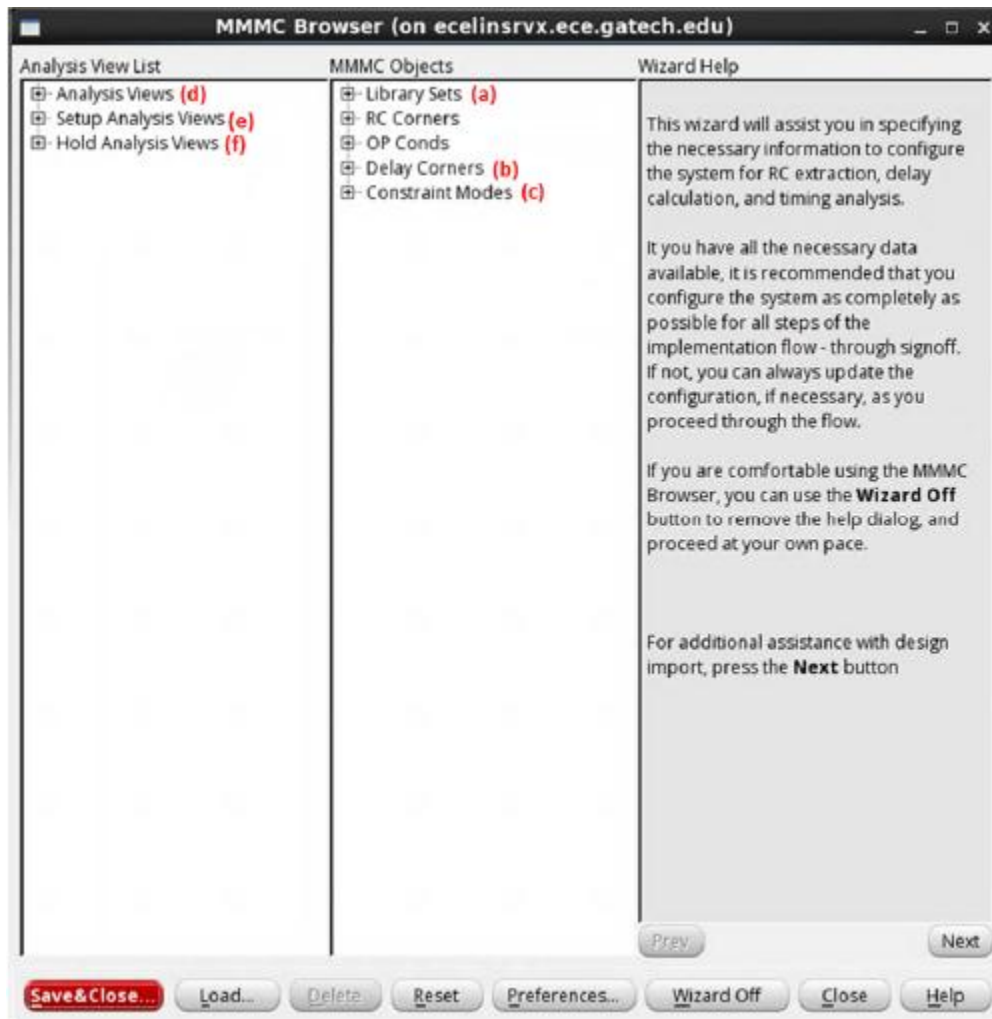 MMMC Browser (on ecelinsrvx.ece.gatech.edu)
Analysis View List
Analysis Views (d)
Setup Analysis Views (e)
Hold Analysis Views (f)
MMMC Objects
Library Sets (a)
RC Corners
OP Conds
Delay Corners (b)
Constraint Modes (c)
Wizard Help
This wizard will assist you in specifying
the necessary information to configure
the system for RC extraction, delay
calculation, and timing analysis.
It you have all the necessary data
available, it is recommended that you
configure the system as completely as
possible for all steps of the
implementation flow - through signoff.
If not, you can always update the
configuration, if necessary, as you
proceed through the flow.
If you are comfortable using the MMMC
Browser, you can use the Wizard Off
button to remove the help dialog, and
proceed at your own pace.
For additional assistance with design
import, press the Next button
Prev Next
Save&Close... Load... Delete Reset Preferences... Wizard Off Close Help